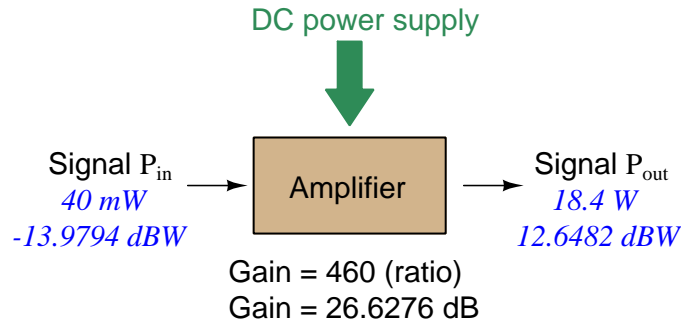 DC power supply
Signal Pin
40 mW
-13.9794 dBW
Amplifier
Signal Pout
18.4 W
12.6482 dBW
Gain = 460 (ratio)
Gain = 26.6276 dB